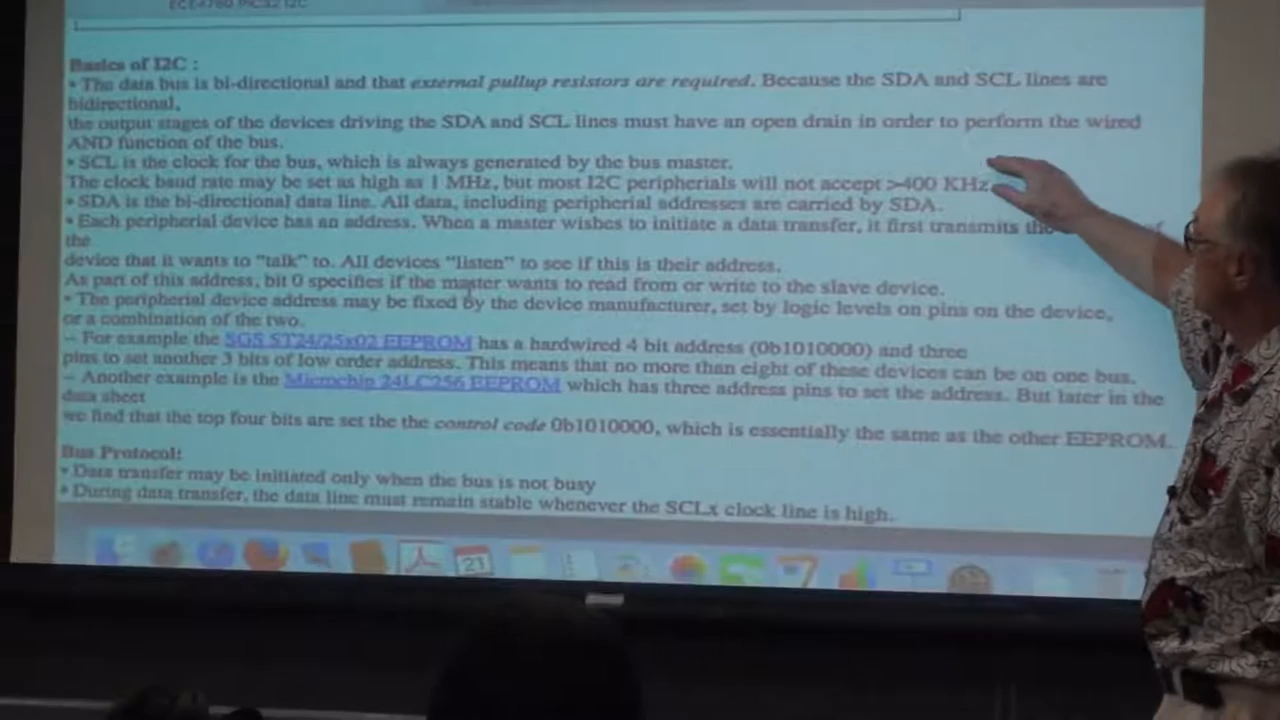 ECE4760 PIC32 I2C
Basics of I2C :
• The data bus is bi-directional and that external pullup resistors are required. Because the SDA and SCL lines are
bidirectional,
the output stages of the devices driving the SDA and SCL lines must have an open drain in order to perform the wired
AND function of the bus.
• SCL is the clock for the bus, which is always generated by the bus master.
The clock baud rate may be set as high as 1 MHz, but most I2C peripherials will not accept >400 KHz
• SDA is the bi-directional data line. All data, including peripherial addresses are carried by SDA.
• Each peripherial device has an address. When a master wishes to initiate a data transfer, it first transmits the of
the
device that it wants to "talk" to. All devices "listen" to see if this is their address.
As part of this address, bit 0 specifies if the master wants to read from or write to the slave device.
• The peripherial device address may be fixed by the device manufacturer, set by logic levels on pins on the device,
or a combination of the two.
-- For example the SGS ST24/25x02 EEPROM has a hardwired 4 bit address (0b1010000) and three
pins to set another 3 bits of low order address. This means that no more than eight of these devices can be on one bus.
-- Another example is the Microchip 24LC256 EEPROM which has three address pins to set the address. But later in the
data sheet
we find that the top four bits are set the the control code 0b1010000, which is essentially the same as the other EEPROM.
Bus Protocol:
• Data transfer may be initiated only when the bus is not busy
• During data transfer, the data line must remain stable whenever the SCLx clock line is high.
21